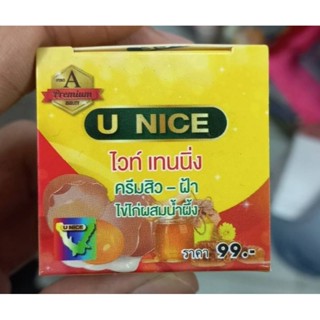 A
Premium
U NICE
ไวท์ เทนนิ่ง
ครีมสิว - ฝ้า
ไข่ไก่ผสมน้ำผึ้ง
U NICE
ราคา 99.-